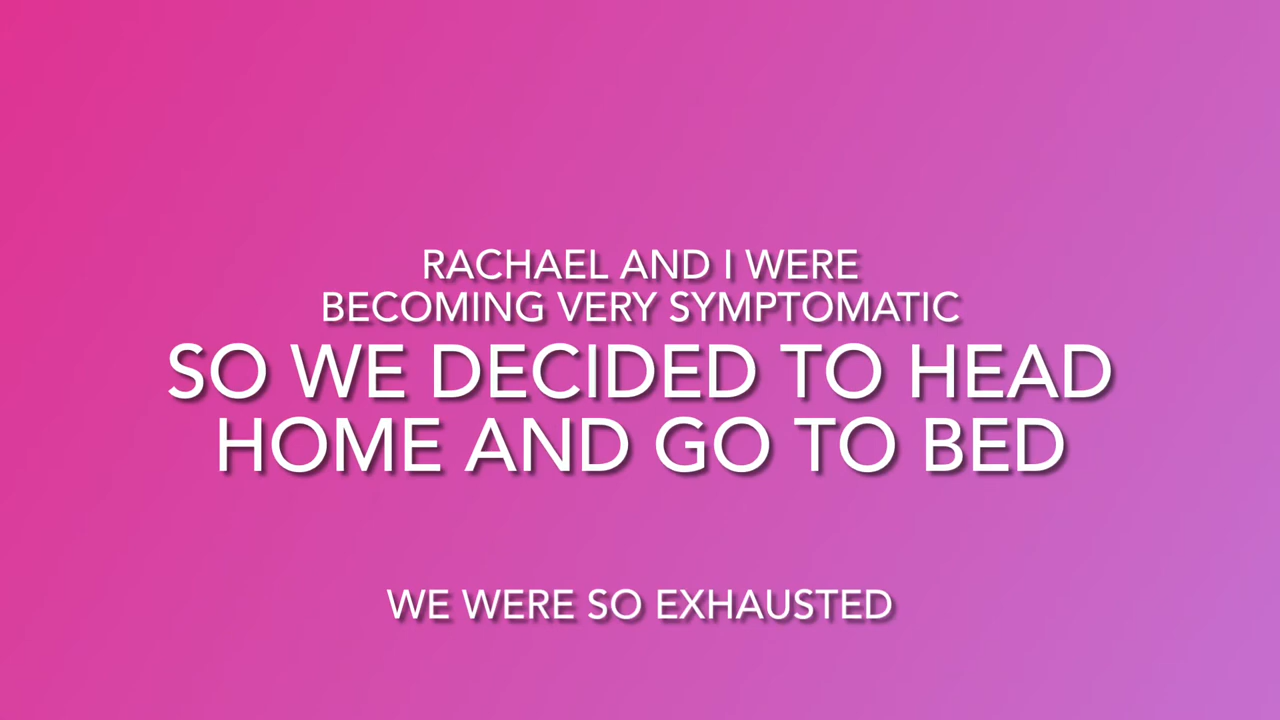 RACHAEL AND I WERE
BECOMING VERY SYMPTOMATIC
SO WE DECIDED TO HEAD
HOME AND GO TO BED
WE WERE SO EXHAUSTED